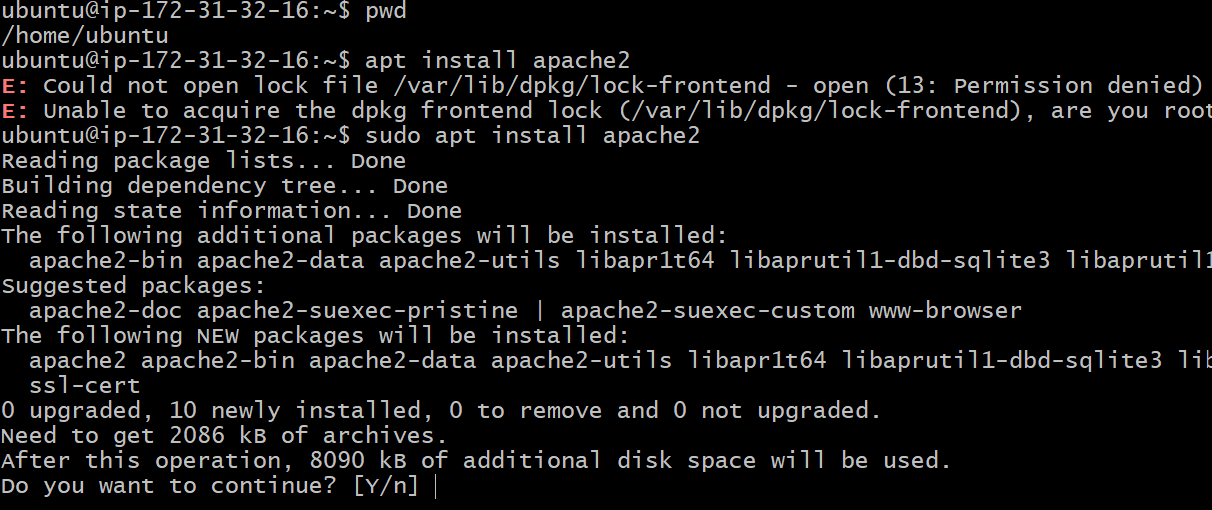 ubuntu@ip-172-31-32-16:~$ pwd
/home/ubuntu
ubuntu@ip-172-31-32-16:~$ apt install apache2
E: Could not open lock file /var/lib/dpkg/lock-frontend - open (13: Permission denied)
E: Unable to acquire the dpkg frontend lock (/var/lib/dpkg/lock-frontend), are you root
ubuntu@ip-172-31-32-16:~$ sudo apt install apache2
Reading package lists... Done
Building dependency tree... Done
Reading state information... Done
The following additional packages will be installed:
  apache2-bin apache2-data apache2-utils libapr1t64 libaprutil1-dbd-sqlite3 libaprutil1
Suggested packages:
  apache2-doc apache2-suexec-pristine | apache2-suexec-custom www-browser
The following NEW packages will be installed:
  apache2 apache2-bin apache2-data apache2-utils libapr1t64 libaprutil1-dbd-sqlite3 lib
  ssl-cert
0 upgraded, 10 newly installed, 0 to remove and 0 not upgraded.
Need to get 2086 kB of archives.
After this operation, 8090 kB of additional disk space will be used.
Do you want to continue? [Y/n]